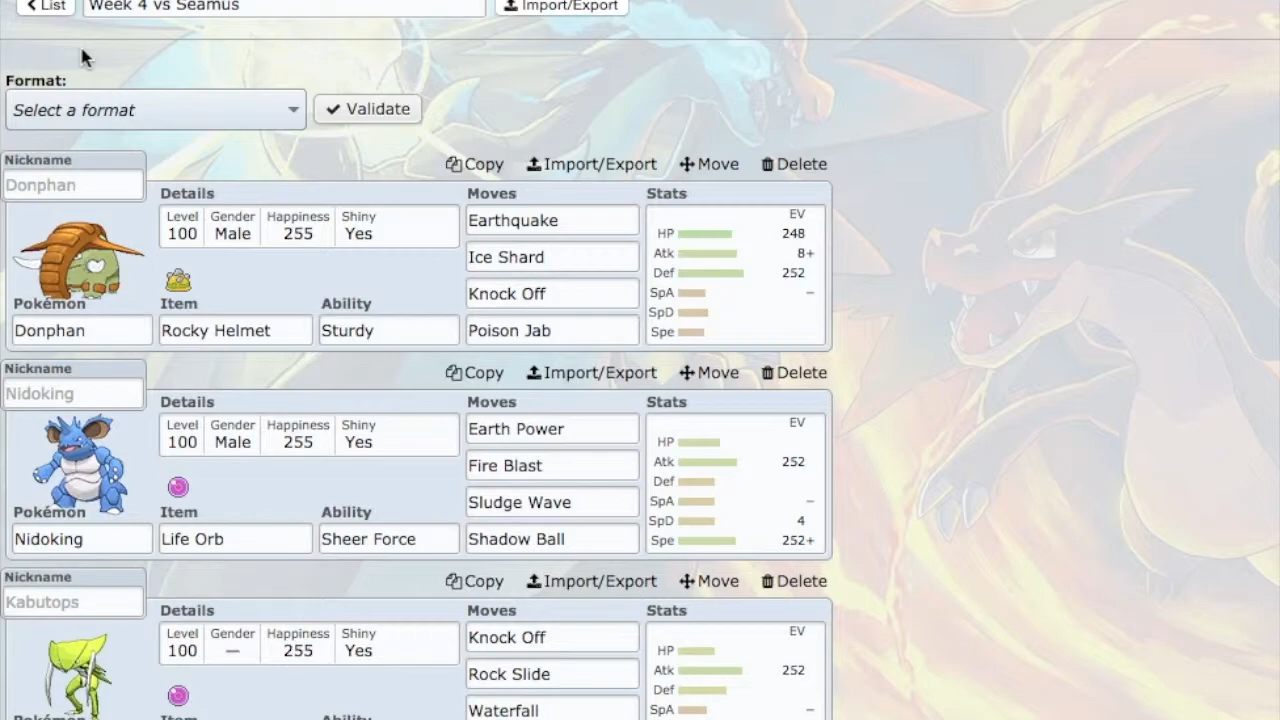 List
Week 4 vs Seamus
Import/Export
Format:
Select a format
Validate
Nickname
Donphan
Copy Import/Export Move Delete
Details
Level Gender Happiness Shiny
100 Male 255 Yes
Pokémon Item Ability
Donphan Rocky Helmet Sturdy
Moves
Earthquake
Ice Shard
Knock Off
Poison Jab
Stats
EV
HP 248
Atk 8+
Def 252
SpA –
SpD
Spe
Nickname
Nidoking
Copy Import/Export Move Delete
Details
Level Gender Happiness Shiny
100 Male 255 Yes
Pokémon Item Ability
Nidoking Life Orb Sheer Force
Moves
Earth Power
Fire Blast
Sludge Wave
Shadow Ball
Stats
EV
HP
Atk 252
Def
SpA –
SpD 4
Spe 252+
Nickname
Kabutops
Copy Import/Export Move Delete
Details
Level Gender Happiness Shiny
100 — 255 Yes
Pokémon Item Ability
Moves
Knock Off
Rock Slide
Waterfall
Stats
EV
HP
Atk 252
Def
SpA –